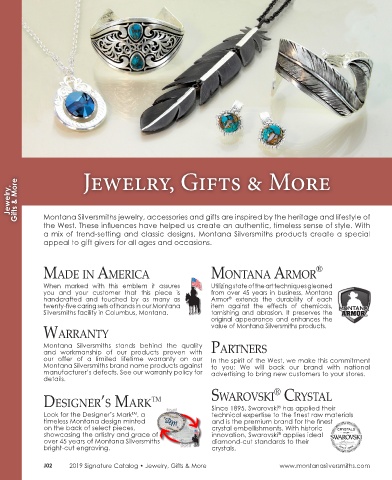 Jewelry, Gifts & More
Jewelry,
Gifts & More
Montana Silversmiths jewelry, accessories and gifts are inspired by the heritage and lifestyle of
the West. These influences have helped us create an authentic, timeless sense of style. With
a mix of trend-setting and classic designs, Montana Silversmiths products create a special
appeal to gift givers for all ages and occasions.
Made in America
When marked with this emblem it assures
you and your customer that this piece is
handcrafted and touched by as many as
twenty-five caring sets of hands in our Montana
Silversmiths facility in Columbus, Montana.
Warranty
Montana Silversmiths stands behind the quality
and workmanship of our products proven with
our offer of a limited lifetime warranty on our
Montana Silversmiths brand name products against
manufacturer's defects. See our warranty policy for
details.
Designer's Mark™
Look for the Designer's Mark™, a
timeless Montana design minted
on the back of select pieces,
showcasing the artistry and grace of
over 45 years of Montana Silversmiths
bright-cut engraving.
Montana Armor®
Utilizing state of the art techniques gleaned
from over 45 years in business, Montana
Armor® extends the durability of each
item against the effects of chemicals,
tarnishing and abrasion. It preserves the
original appearance and enhances the
value of Montana Silversmiths products.
MONTANA
ARMOR
Partners
In the spirit of the West, we make this commitment
to you: We will back our brand with national
advertising to bring new customers to your stores.
Swarovski® Crystal
Since 1895, Swarovski® has applied their
technical expertise to the finest raw materials
and is the premium brand for the finest
crystal embellishments. With historic
innovation, Swarovski® applies ideal
diamond-cut standards to their
crystals.
SWAROVSKI
J02 2019 Signature Catalog • Jewelry, Gifts & More
www.montanasilversmiths.com